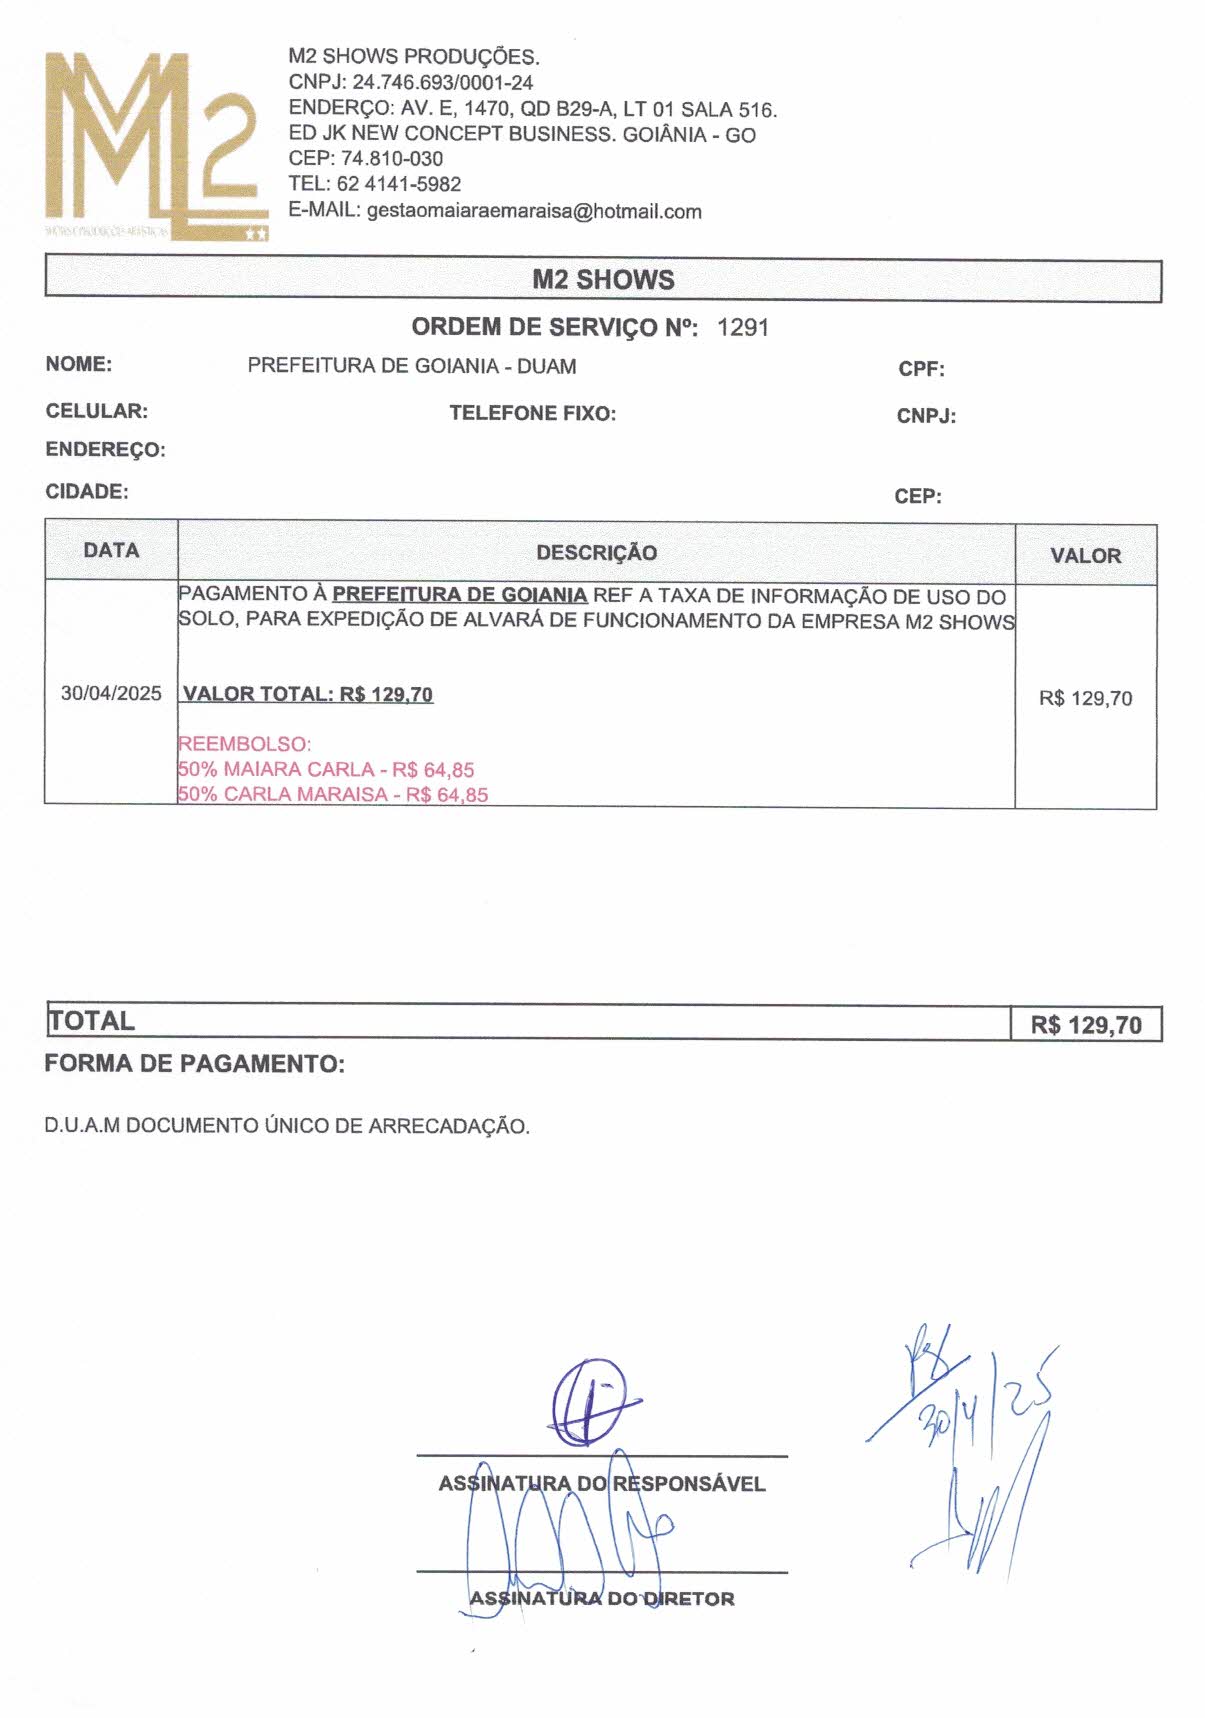 M2
SHOWS E PRODUÇÕES ARTÍSTICAS
M2 SHOWS PRODUÇÕES.
CNPJ: 24.746.693/0001-24
ENDERÇO: AV. E, 1470, QD B29-A, LT 01 SALA 516.
ED JK NEW CONCEPT BUSINESS. GOIÂNIA - GO
CEP: 74.810-030
TEL: 62 4141-5982
E-MAIL: gestaomaiaraemaraisa@hotmail.com
M2 SHOWS
ORDEM DE SERVIÇO Nº: 1291
NOME: PREFEITURA DE GOIANIA - DUAM CPF:
CELULAR: TELEFONE FIXO: CNPJ:
ENDEREÇO:
CIDADE: CEP:
DATA DESCRIÇÃO VALOR
PAGAMENTO À PREFEITURA DE GOIANIA REF A TAXA DE INFORMAÇÃO DE USO DO
SOLO, PARA EXPEDIÇÃO DE ALVARÁ DE FUNCIONAMENTO DA EMPRESA M2 SHOWS
30/04/2025 VALOR TOTAL: R$ 129,70 R$ 129,70
REEMBOLSO:
50% MAIARA CARLA - R$ 64,85
50% CARLA MARAISA - R$ 64,85
TOTAL R$ 129,70
FORMA DE PAGAMENTO:
D.U.A.M DOCUMENTO ÚNICO DE ARRECADAÇÃO.
30/4/25
ASSINATURA DO RESPONSÁVEL
ASSINATURA DO DIRETOR